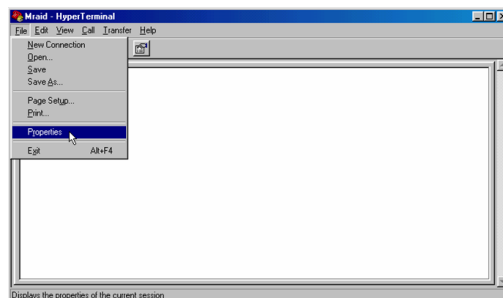 Mraid - HyperTerminal
File Edit View Call Transfer Help
New Connection
Open...
Save
Save As...
Page Setup...
Print...
Properties
Exit Alt+F4
Displays the properties of the current session